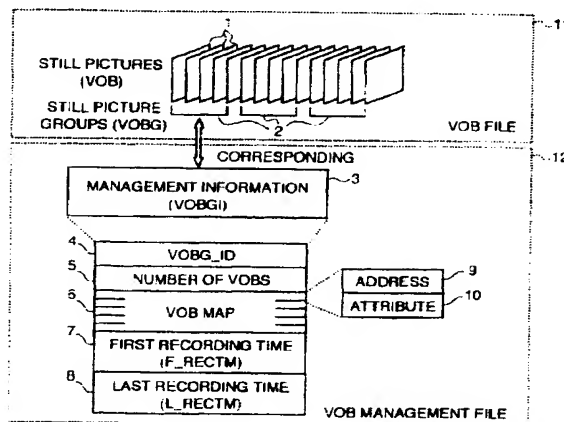 1
11
STILL PICTURES
(VOB)
STILL PICTURE
GROUPS (VOBG)
2
VOB FILE
CORRESPONDING
12
3
MANAGEMENT INFORMATION
(VOBGI)
4
VOBG_ID
5
NUMBER OF VOBS
9
ADDRESS
6
VOB MAP
10
ATTRIBUTE
7
FIRST RECORDING TIME
(F_RECTM)
8
LAST RECORDING TIME
(L_RECTM)
VOB MANAGEMENT FILE